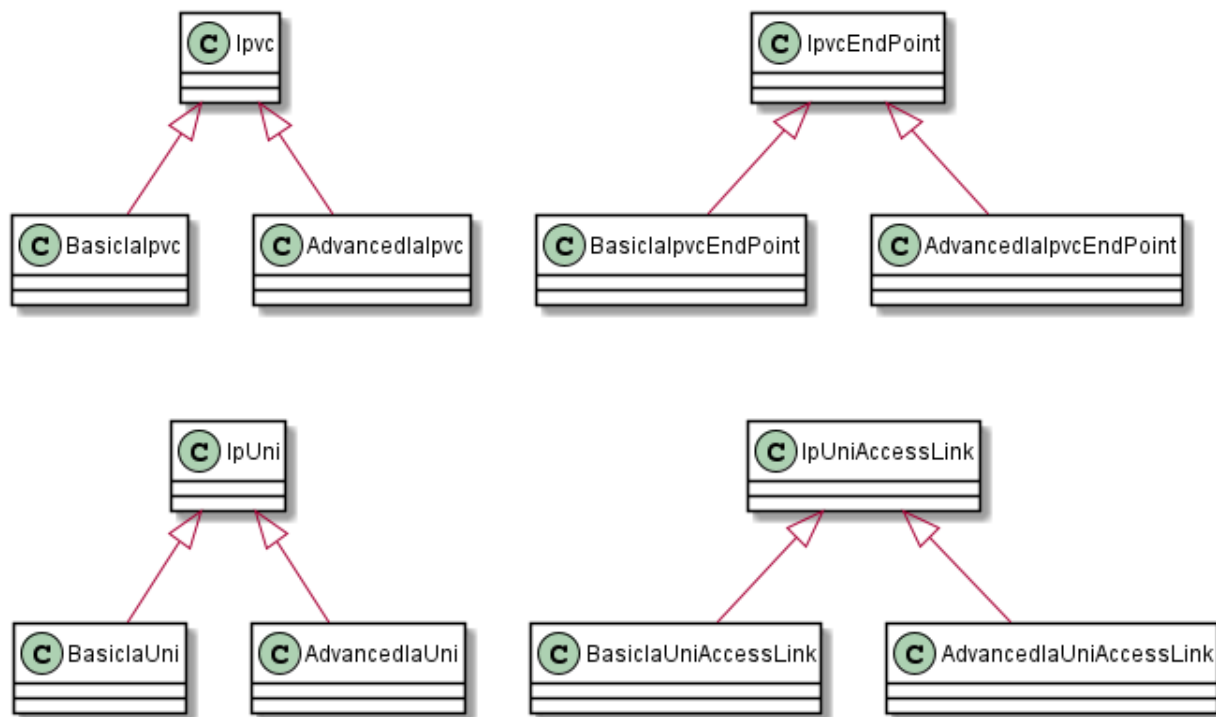 C Ipvc
C IpvcEndPoint
C BasicIaIpvc
C AdvancedIaIpvc
C BasicIaIpvcEndPoint
C AdvancedIaIpvcEndPoint
C IpUni
C IpUniAccessLink
C BasicIaUni
C AdvancedIaUni
C BasicIaUniAccessLink
C AdvancedIaUniAccessLink